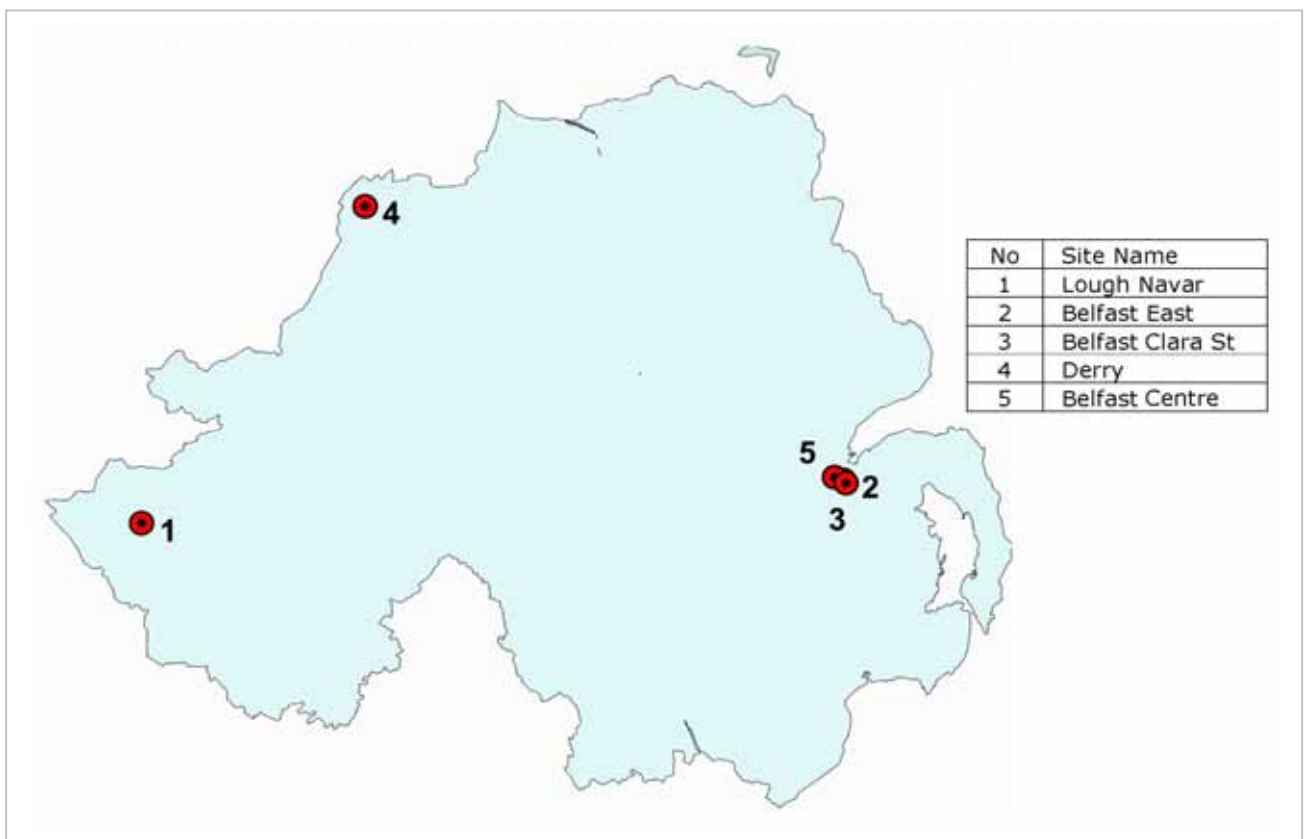 4
No Site Name
1 Lough Navar
2 Belfast East
3 Belfast Clara St
4 Derry
5 Belfast Centre
5
2
3
1